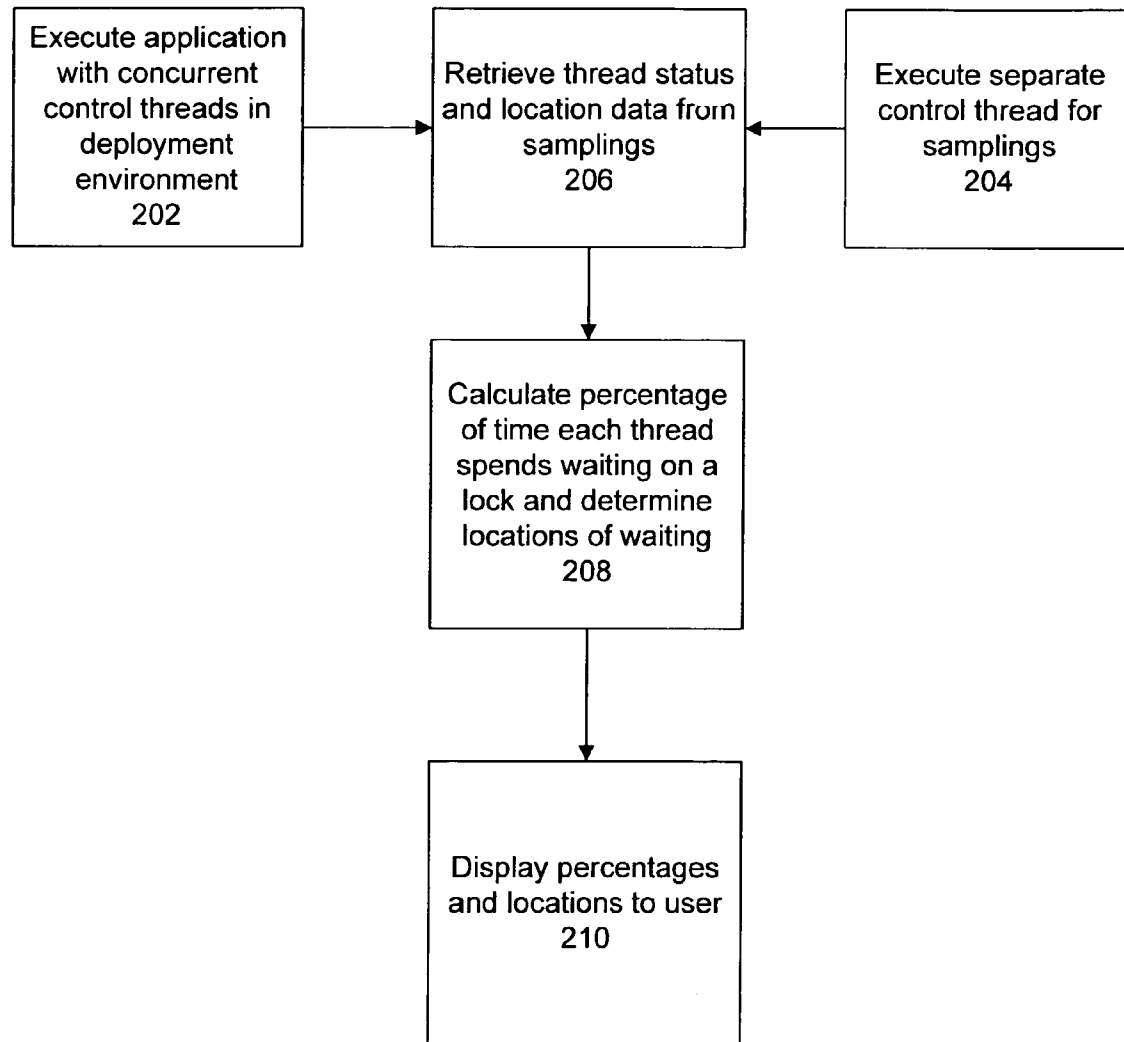 Execute application
with concurrent
control threads in
deployment
environment
202
Retrieve thread status
and location data from
samplings
206
Execute separate
control thread for
samplings
204
Calculate percentage
of time each thread
spends waiting on a
lock and determine
locations of waiting
208
Display percentages
and locations to user
210